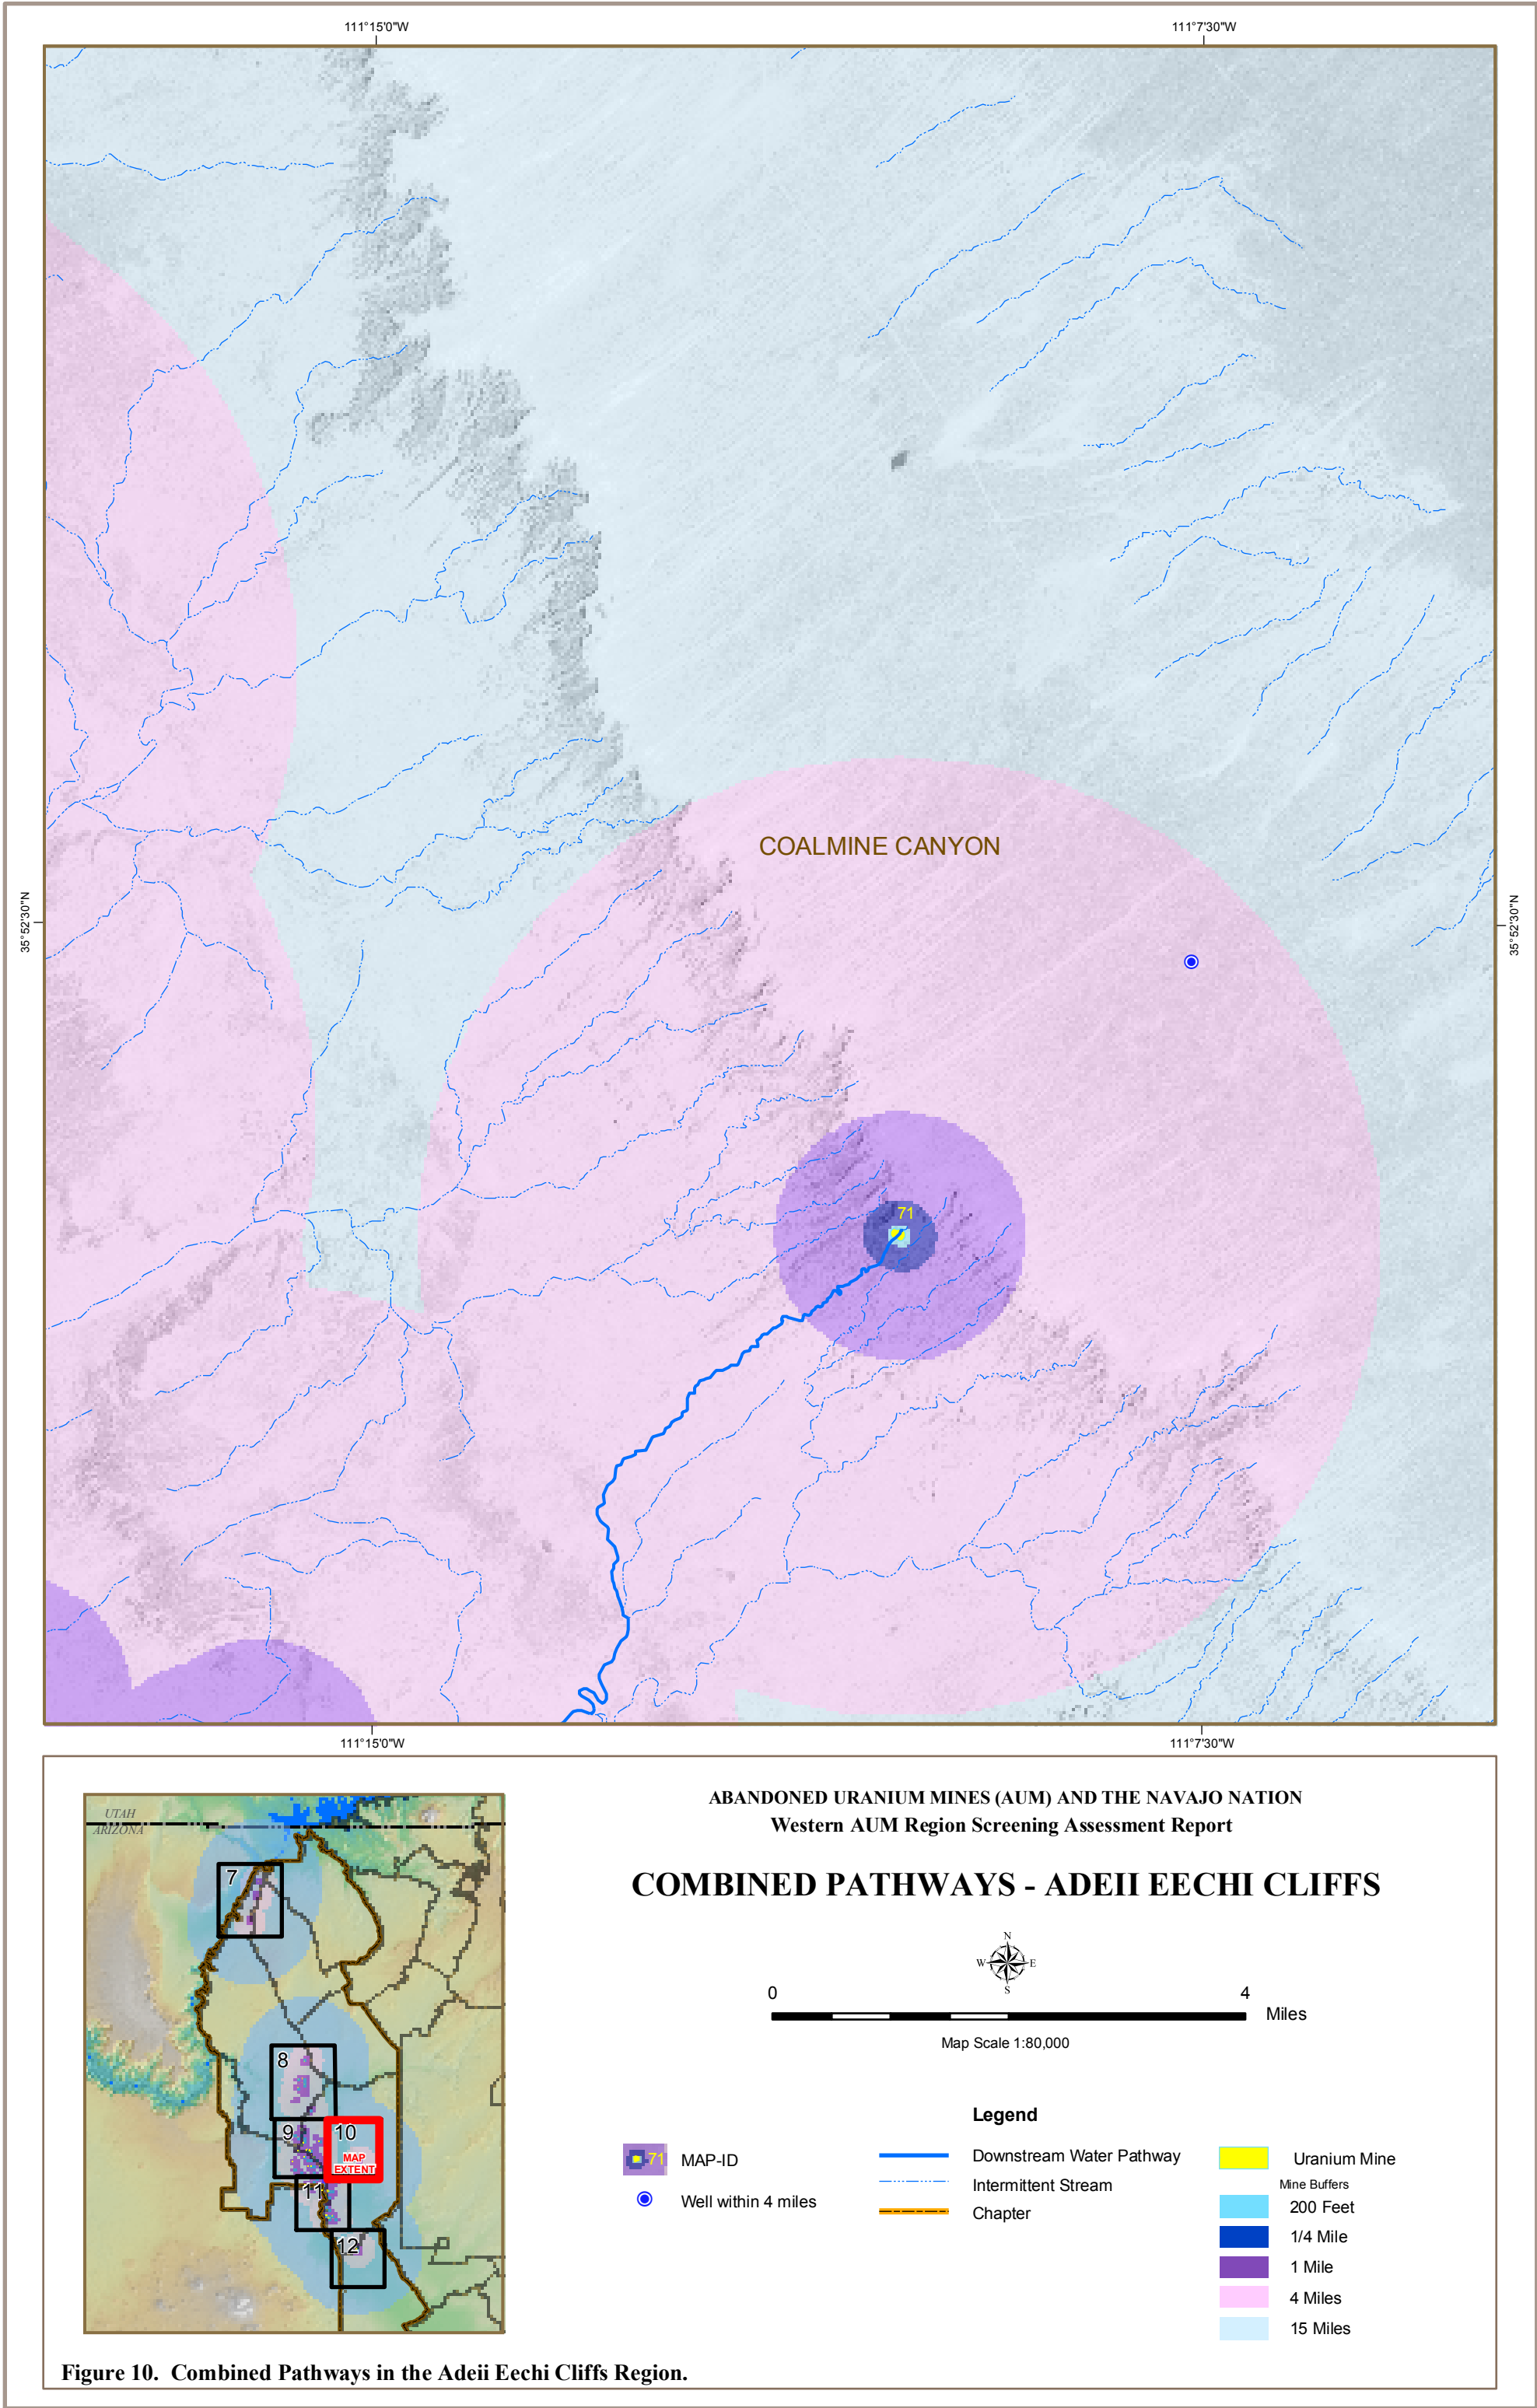 111°15'0"W
111°7'30"W
COALMINE CANYON
35°52'30"N
35°52'30"N
71
111°15'0"W
111°7'30"W
UTAH
ARIZONA
7
8
9
10
MAP
EXTENT
11
12
ABANDONED URANIUM MINES (AUM) AND THE NAVAJO NATION
Western AUM Region Screening Assessment Report
COMBINED PATHWAYS - ADEII EECHI CLIFFS
N
W E
S
0 4
Miles
Map Scale 1:80,000
Legend
71 MAP-ID
Well within 4 miles
Downstream Water Pathway
Intermittent Stream
Chapter
Uranium Mine
Mine Buffers
200 Feet
1/4 Mile
1 Mile
4 Miles
15 Miles
Figure 10. Combined Pathways in the Adeii Eechi Cliffs Region.